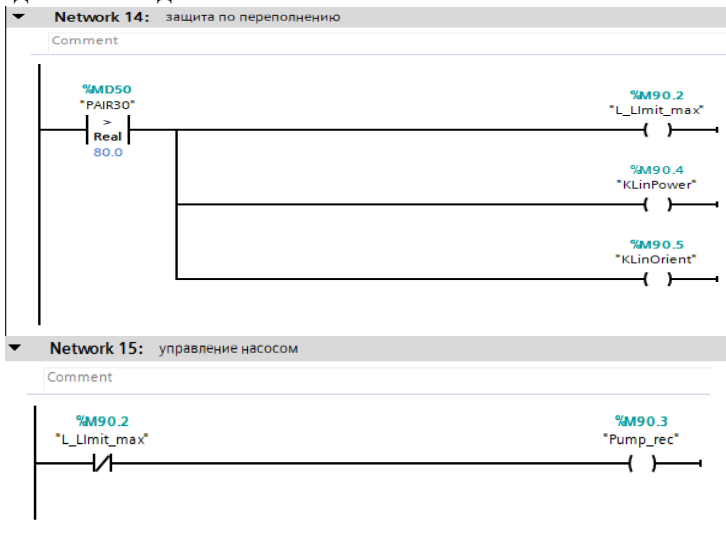 Network 14: защита по переполнению
Comment
%MD50
"PAIR30"
>
Real
80.0
%M90.2
"L_LImit_max"
%M90.4
"KLinPower"
%M90.5
"KLinOrient"
Network 15: управление насосом
Comment
%M90.2
"L_LImit_max"
%M90.3
"Pump_rec"